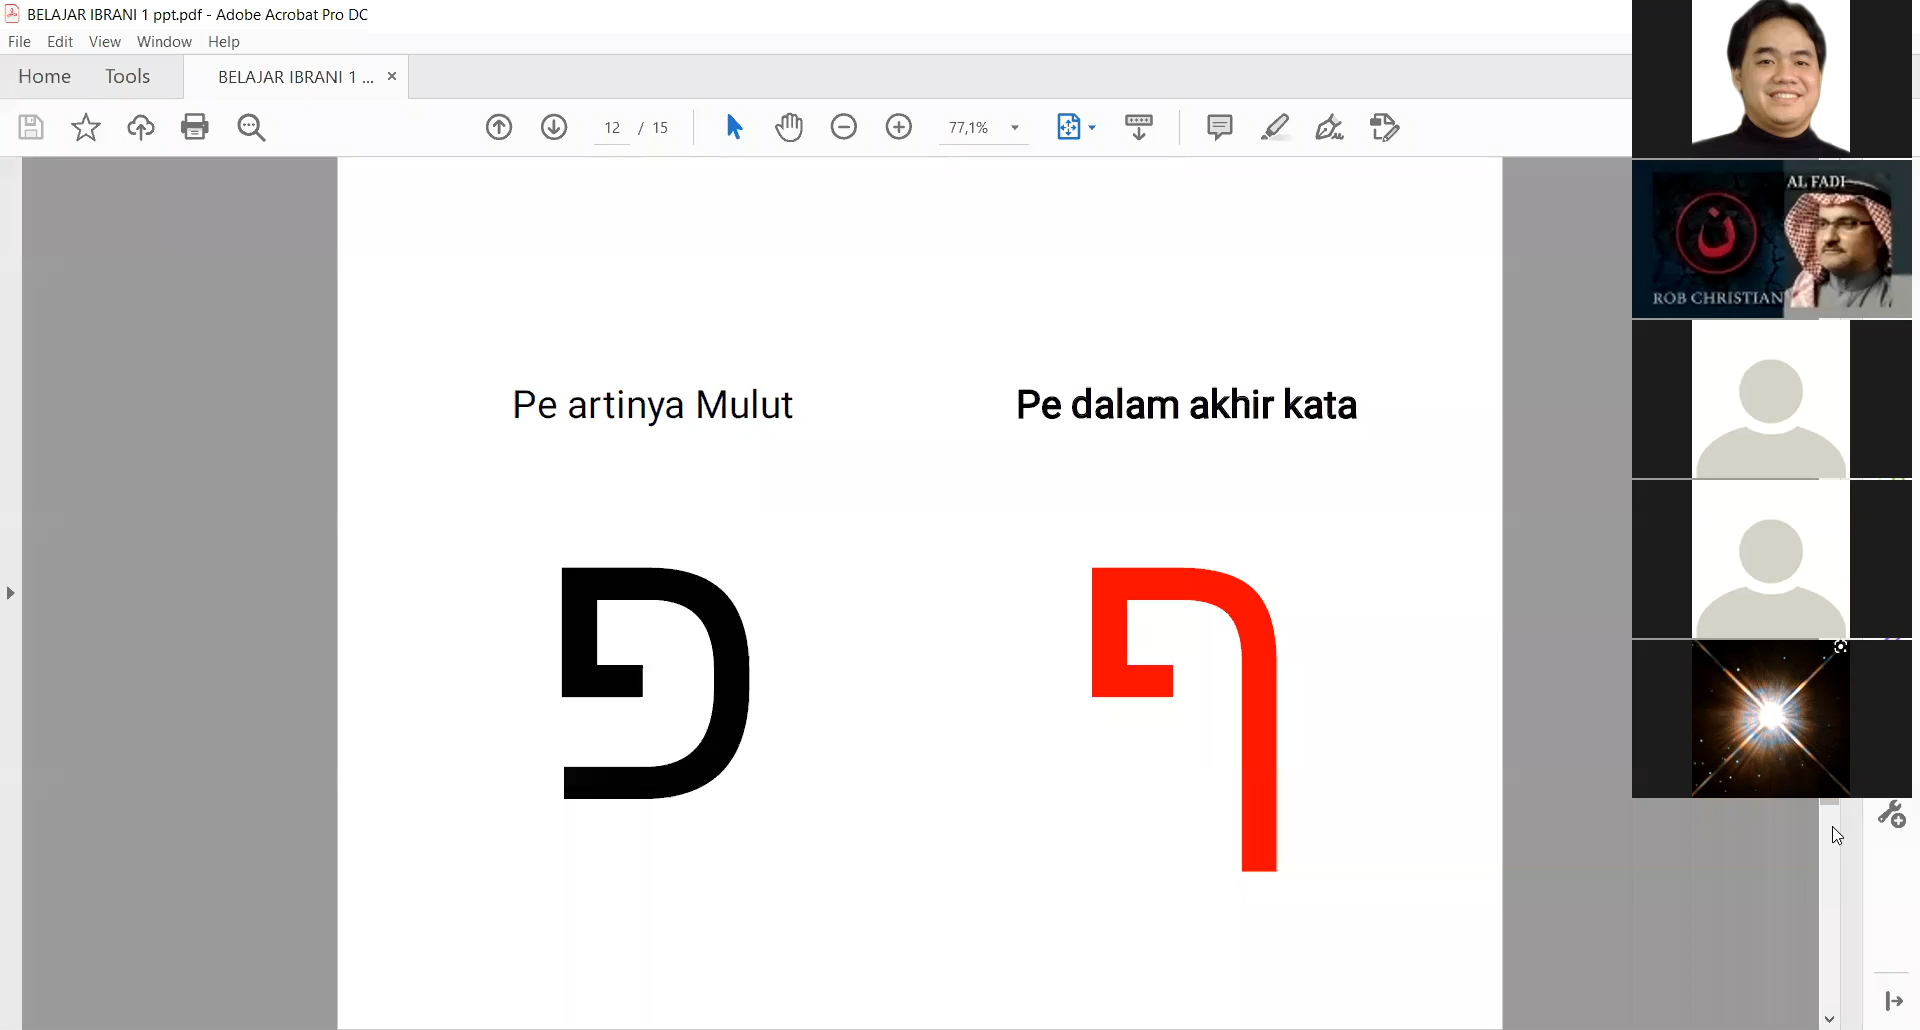 BELAJAR IBRANI 1 ppt.pdf - Adobe Acrobat Pro DC
File Edit View Window Help
Home Tools BELAJAR IBRANI 1 ... ×
12 / 15 77,1%
Pe artinya Mulut
Pe dalam akhir kata
פ
ף
AL FADI
ن
ROB CHRISTIAN